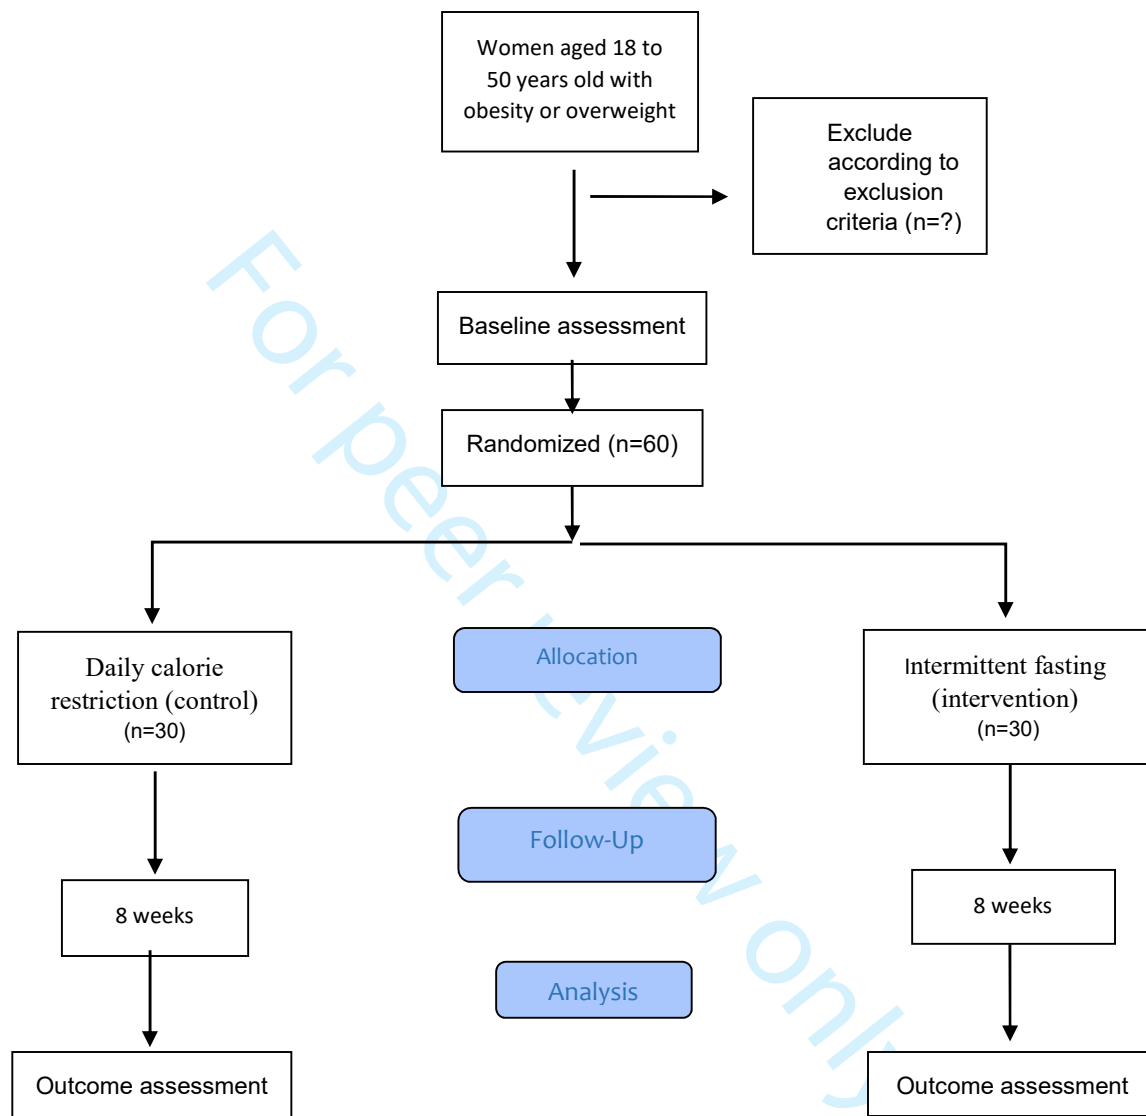 Women aged 18 to
50 years old with
obesity or overweight
Exclude
according to
exclusion
criteria (n=?)
Baseline assessment
Randomized (n=60)
Daily calorie
restriction (control)
(n=30)
Allocation
Intermittent fasting
(intervention)
(n=30)
Follow-Up
8 weeks
8 weeks
Analysis
Outcome assessment
Outcome assessment
For peer review only